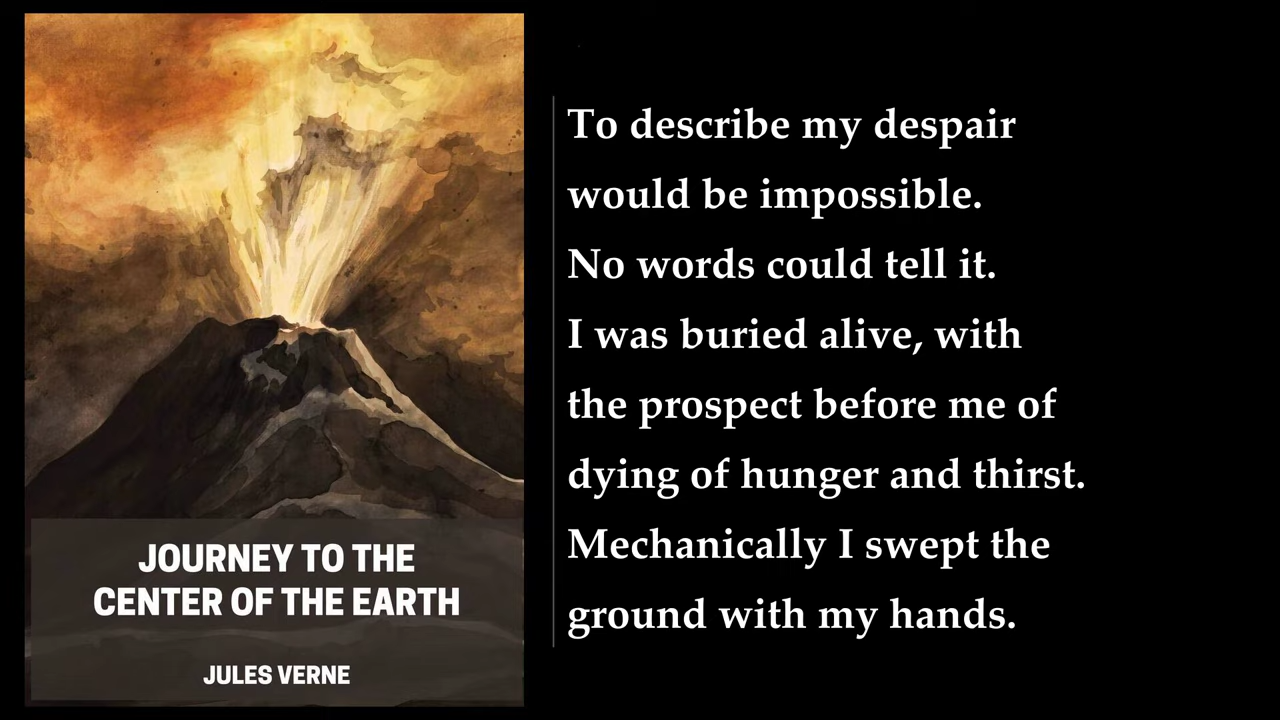 JOURNEY TO THE
CENTER OF THE EARTH
JULES VERNE
To describe my despair
would be impossible.
No words could tell it.
I was buried alive, with
the prospect before me of
dying of hunger and thirst.
Mechanically I swept the
ground with my hands.